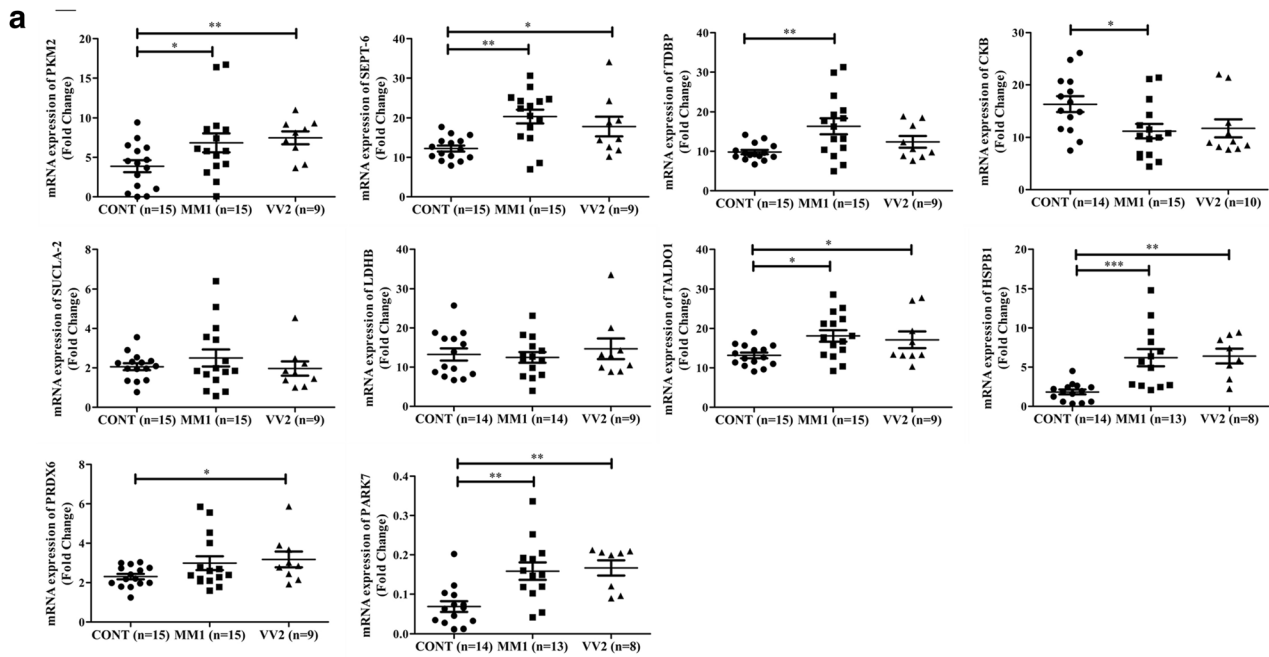 a
mRNA expression of PKM2
(Fold Change)
20
15
10
5
0
**
*
CONT (n=15) MM1 (n=15) VV2 (n=9)
mRNA expression of SEPT-6
(Fold Change)
40
30
20
10
0
*
**
CONT (n=15) MM1 (n=15) VV2 (n=9)
mRNA expression of TDBP
(Fold Change)
40
30
20
10
0
**
CONT (n=15) MM1 (n=15) VV2 (n=9)
mRNA expression of CKB
(Fold Change)
30
20
10
0
*
CONT (n=14) MM1 (n=15) VV2 (n=10)
mRNA expression of SUCLA-2
(Fold Change)
8
6
4
2
0
CONT (n=15) MM1 (n=15) VV2 (n=9)
mRNA expression of LDHB
(Fold Change)
40
30
20
10
0
CONT (n=14) MM1 (n=14) VV2 (n=9)
mRNA expression of TALDO1
(Fold Change)
40
30
20
10
0
*
*
CONT (n=15) MM1 (n=15) VV2 (n=9)
mRNA expression of HSPB1
(Fold Change)
20
15
10
5
0
**
***
CONT (n=14) MM1 (n=13) VV2 (n=8)
mRNA expression of PRDX6
(Fold Change)
8
6
4
2
0
*
CONT (n=15) MM1 (n=15) VV2 (n=9)
mRNA expression of PARK7
(Fold Change)
0.4
0.3
0.2
0.1
0.0
**
**
CONT (n=14) MM1 (n=13) VV2 (n=8)